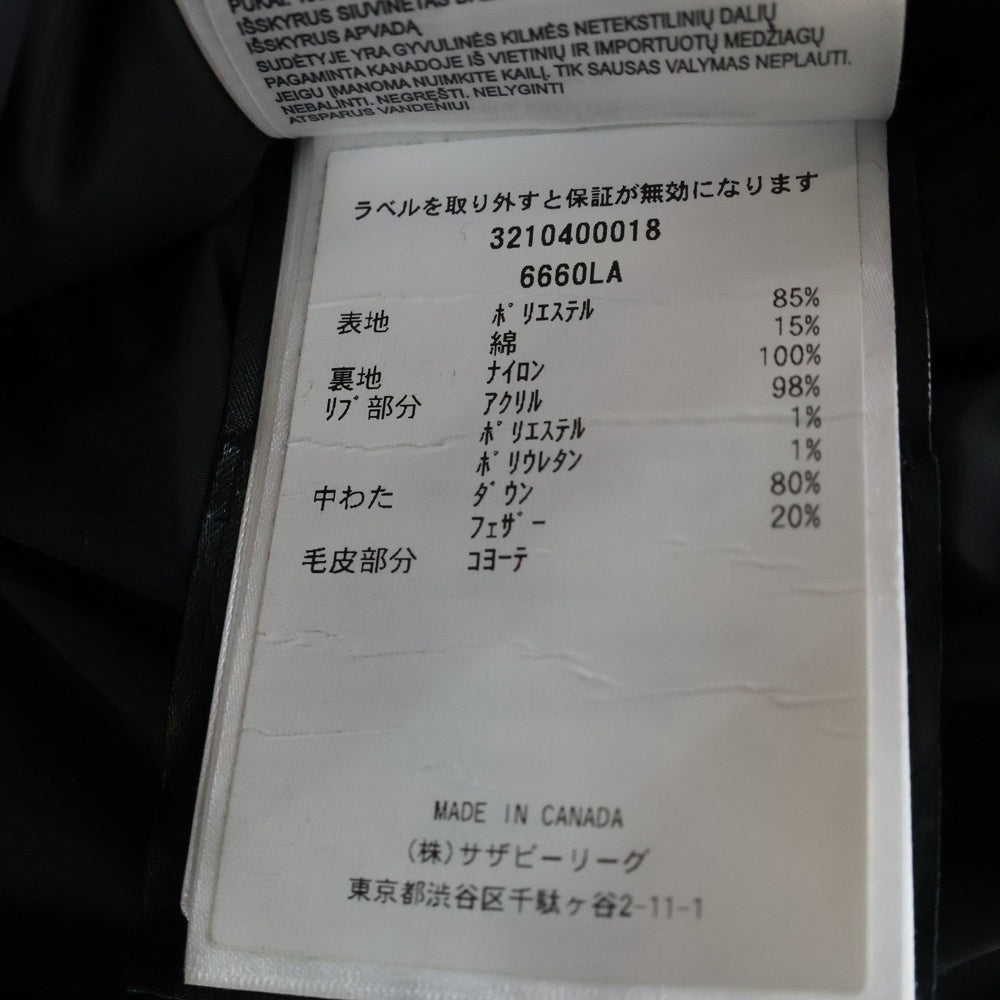 IŠSKYRUS SIUVINĖTAS
IŠSKYRUS APVADĄ
SUDĖTYJE YRA GYVULINĖS KILMĖS NETEKSTILINIŲ DALIŲ
PAGAMINTA KANADOJE IŠ VIETINIŲ IR IMPORTUOTŲ MEDŽIAGŲ
JEIGU ĮMANOMA NUIMKITE KAILĮ. TIK SAUSAS VALYMAS NEPLAUTI.
NEBALINTI. NEGRĘŠTI. NELYGINTI
ATSPARUS VANDENIUI
ラベルを取り外すと保証が無効になります
3210400018
6660LA
表地 ﾎﾟﾘｴｽﾃﾙ 85%
綿 15%
裏地 ﾅｲﾛﾝ 100%
ﾘﾌﾞ部分 ｱｸﾘﾙ 98%
ﾎﾟﾘｴｽﾃﾙ 1%
ﾎﾟﾘｳﾚﾀﾝ 1%
中わた ﾀﾞｳﾝ 80%
ﾌｪｻﾞｰ 20%
毛皮部分 ｺﾖｰﾃ
MADE IN CANADA
(株)サザビーリーグ
東京都渋谷区千駄ヶ谷2-11-1